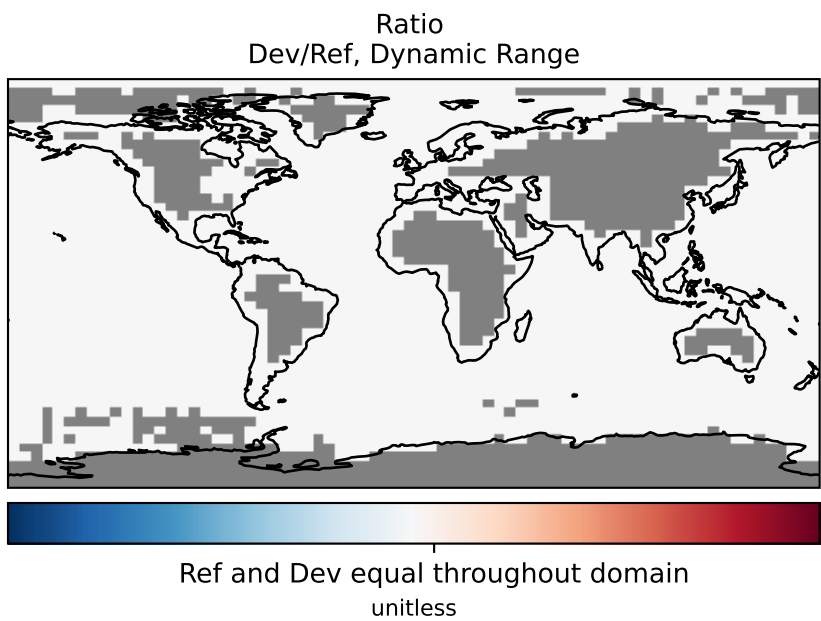 Ratio
Dev/Ref, Dynamic Range
Ref and Dev equal throughout domain
unitless